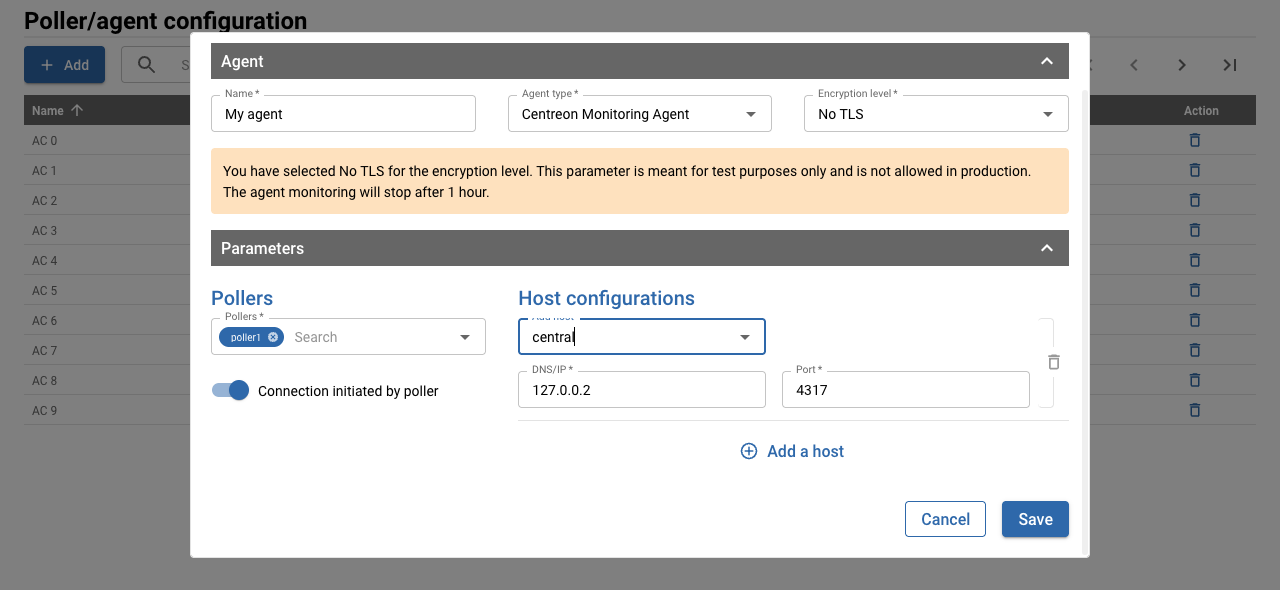 Poller/agent configuration
Add
S
Name
Action
AC 0
AC 1
AC 2
AC 3
AC 4
AC 5
AC 6
AC 7
AC 8
AC 9
Agent
Name *
My agent
Agent type *
Centreon Monitoring Agent
Encryption level *
No TLS
You have selected No TLS for the encryption level. This parameter is meant for test purposes only and is not allowed in production.
The agent monitoring will stop after 1 hour.
Parameters
Pollers
Pollers *
poller1
Search
Connection initiated by poller
Host configurations
Add host
central
DNS/IP *
127.0.0.2
Port *
4317
Add a host
Cancel
Save